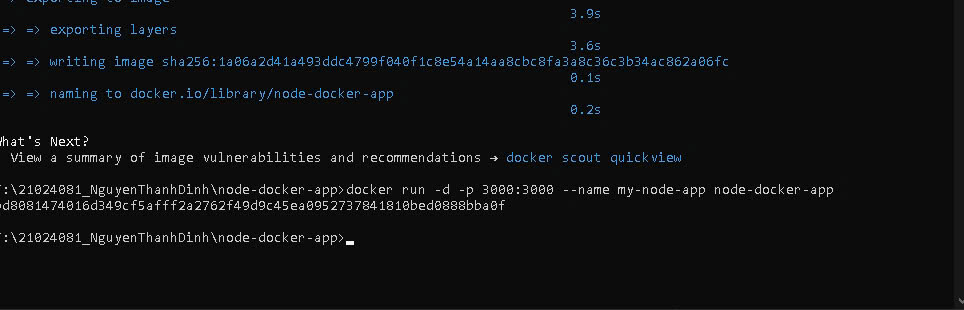 => exporting to image
3.9s
=> => exporting layers
3.6s
=> => writing image sha256:1a06a2d41a493ddc4799f040f1c8e54a14aa8cbc8fa3a8c36c3b34ac862a06fc
0.1s
=> => naming to docker.io/library/node-docker-app
0.2s
What's Next?
View a summary of image vulnerabilities and recommendations → docker scout quickview
:\21024081_NguyenThanhDinh\node-docker-app>docker run -d -p 3000:3000 --name my-node-app node-docker-app
d8081474016d349cf5afff2a2762f49d9c45ea0952737841810bed0888bba0f
:\21024081_NguyenThanhDinh\node-docker-app>